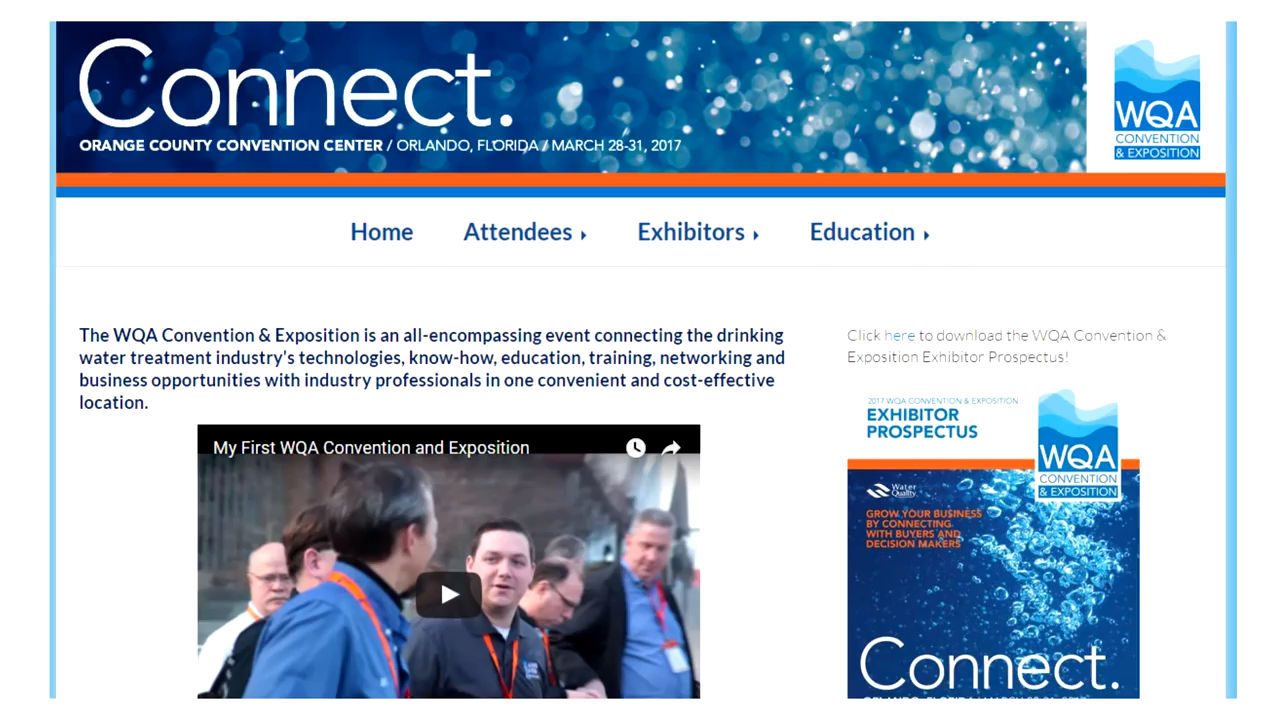 Connect.
ORANGE COUNTY CONVENTION CENTER / ORLANDO, FLORIDA / MARCH 28-31, 2017
WQA
CONVENTION
& EXPOSITION
Home
Attendees
Exhibitors
Education
The WQA Convention & Exposition is an all-encompassing event connecting the drinking
water treatment industry's technologies, know-how, education, training, networking and
business opportunities with industry professionals in one convenient and cost-effective
location.
My First WQA Convention and Exposition
Click here to download the WQA Convention &
Exposition Exhibitor Prospectus!
2017 WQA CONVENTION & EXPOSITION
EXHIBITOR
PROSPECTUS
WQA
CONVENTION
& EXPOSITION
Water
Quality
GROW YOUR BUSINESS
BY CONNECTING
WITH BUYERS AND
DECISION MAKERS
Connect.